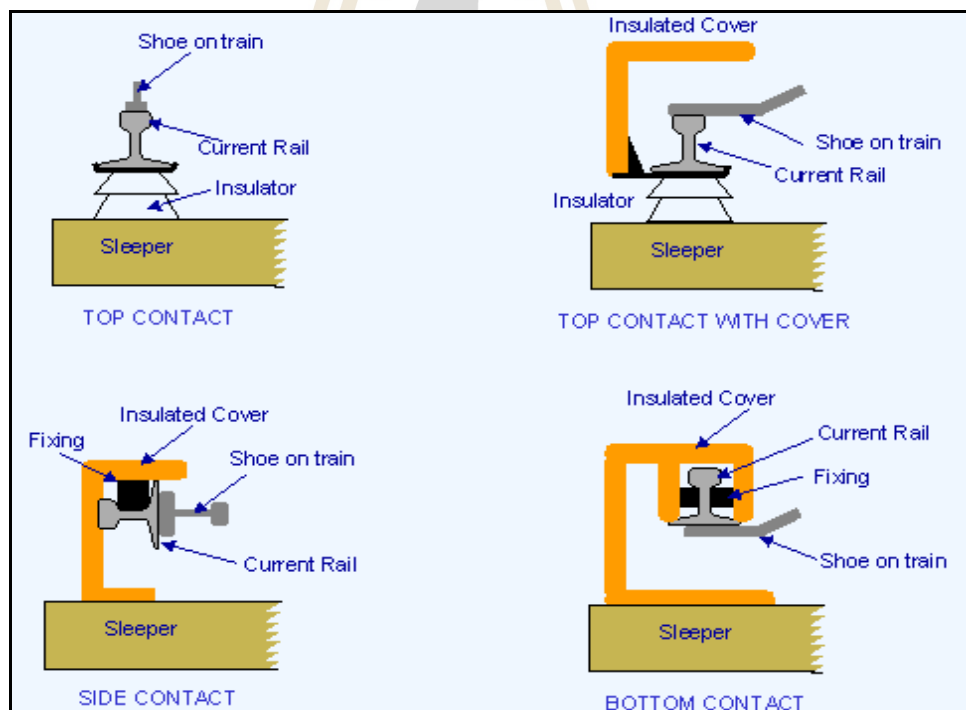 Shoe on train
Current Rail
Insulator
Sleeper
TOP CONTACT
Insulated Cover
Shoe on train
Current Rail
Insulator
Sleeper
TOP CONTACT WITH COVER
Insulated Cover
Fixing
Shoe on train
Current Rail
Sleeper
SIDE CONTACT
Insulated Cover
Current Rail
Fixing
Shoe on train
Sleeper
BOTTOM CONTACT